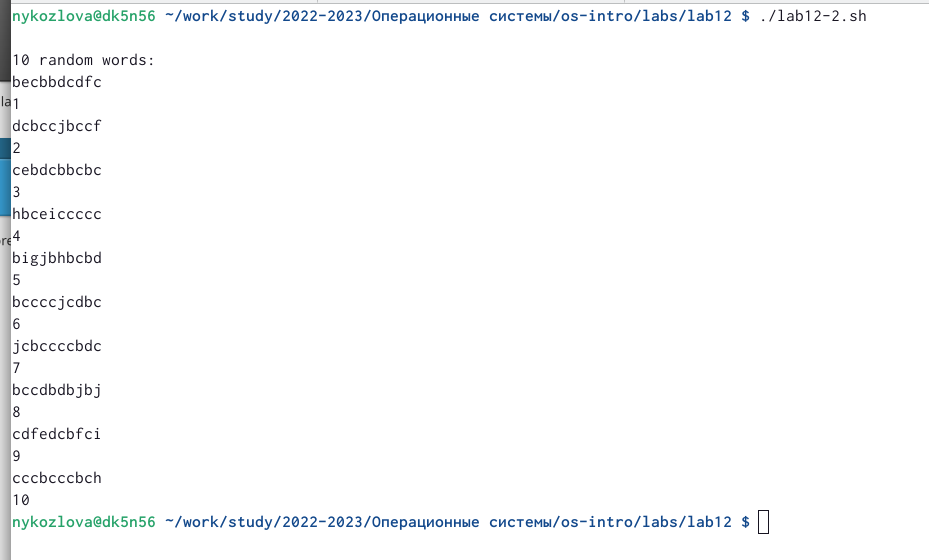 nykozlova@dk5n56 ~/work/study/2022-2023/Операционные системы/os-intro/labs/lab12 $ ./lab12-2.sh
10 random words:
becbbdcdfc
1
dcbccjbccf
2
cebdcbbcbc
3
hbceiccccc
4
bigjbhbcbd
5
bccccjcdbc
6
jcbccccbdc
7
bccdbdbjbj
8
cdfedcbfci
9
cccbcccbch
10
nykozlova@dk5n56 ~/work/study/2022-2023/Операционные системы/os-intro/labs/lab12 $